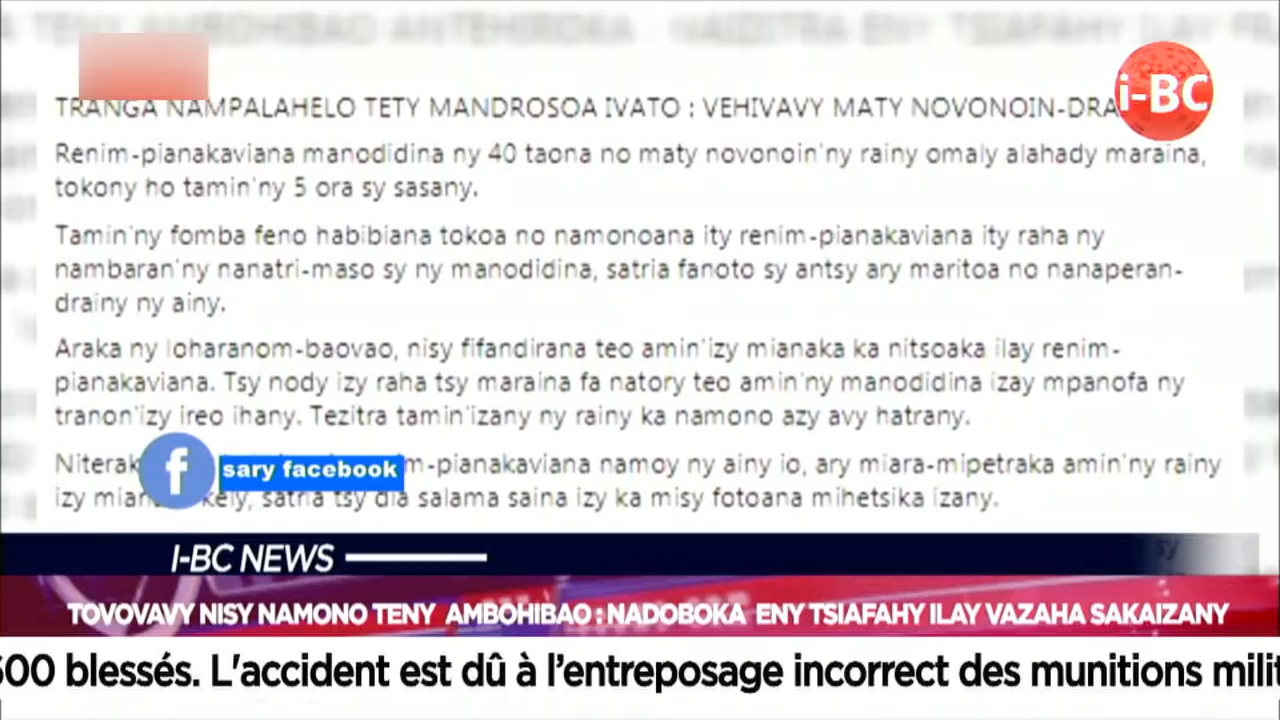 i-BC
TRANGA NAMPALAHELO TETY MANDROSOA IVATO : VEHIVAVY MATY NOVONOIN-DRA
Renim-pianakaviana manodidina ny 40 taona no maty novonoin'ny rainy omaly alahady maraina,
tokony ho tamin'ny 5 ora sy sasany.
Tamin'ny fomba feno habibiana tokoa no namonoana ity renim-pianakaviana ity raha ny
nambaran'ny nanatri-maso sy ny manodidina, satria fanoto sy antsy ary maritoa no nanaperan-
drainy ny ainy.
Araka ny loharanom-baovao, nisy fifandirana teo amin'izy mianaka ka nitsoaka ilay renim-
pianakaviana. Tsy nody izy raha tsy maraina fa natory teo amin'ny manodidina izay mpanofa ny
tranon'izy ireo ihany. Tezitra tamin'izany ny rainy ka namono azy avy hatrany.
Niterak m-pianakaviana namoy ny ainy io, ary miara-mipetraka amin'ny rainy
f sary facebook
izy mian kely, satria tsy dia salama saina izy ka misy fotoana mihetsika izany.
I-BC NEWS
TOVOVAVY NISY NAMONO TENY AMBOHIBAO : NADOBOKA ENY TSIAFAHY ILAY VAZAHA SAKAIZANY
600 blessés. L'accident est dû à l'entreposage incorrect des munitions milit